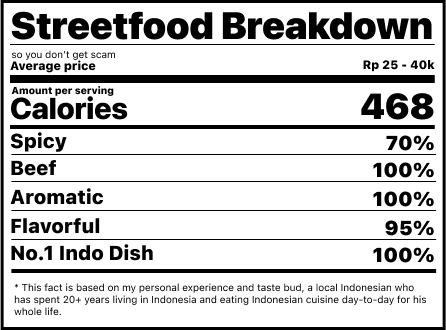 Streetfood Breakdown
so you don't get scam
Average price Rp 25 - 40k
Amount per serving
Calories 468
Spicy 70%
Beef 100%
Aromatic 100%
Flavorful 95%
No.1 Indo Dish 100%
* This fact is based on my personal experience and taste bud, a local Indonesian who
has spent 20+ years living in Indonesia and eating Indonesian cuisine day-to-day for his
whole life.